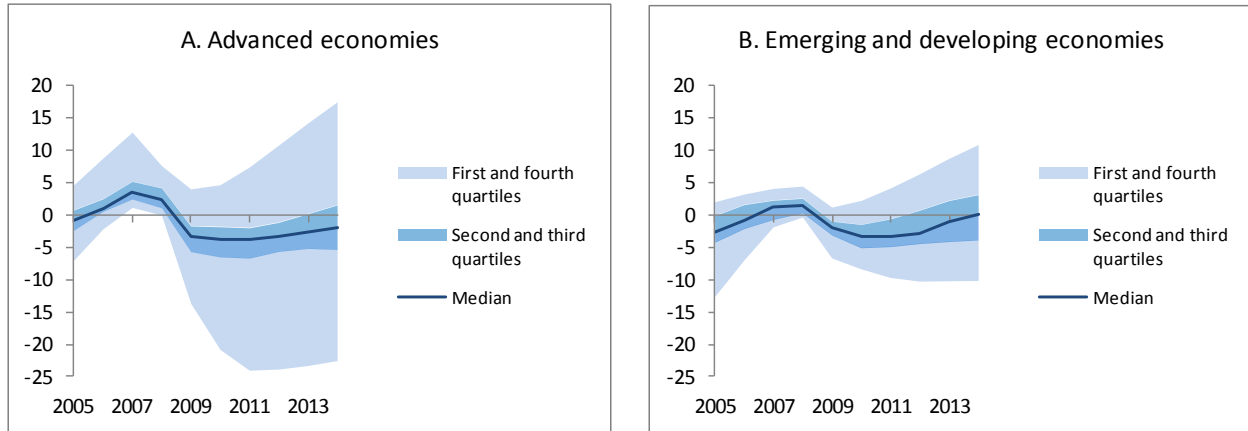 A. Advanced economies
20
15
10
5
0
-5
-10
-15
-20
-25
2005 2007 2009 2011 2013
First and fourth
quartiles
Second and third
quartiles
Median
B. Emerging and developing economies
20
15
10
5
0
-5
-10
-15
-20
-25
2005 2007 2009 2011 2013
First and fourth
quartiles
Second and third
quartiles
Median